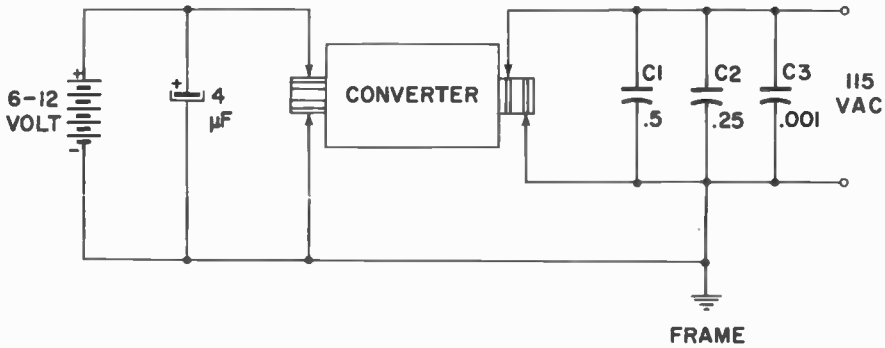 +
6-12
VOLT
-
+
4
µF
CONVERTER
C1
.5
C2
.25
C3
.001
115
VAC
FRAME